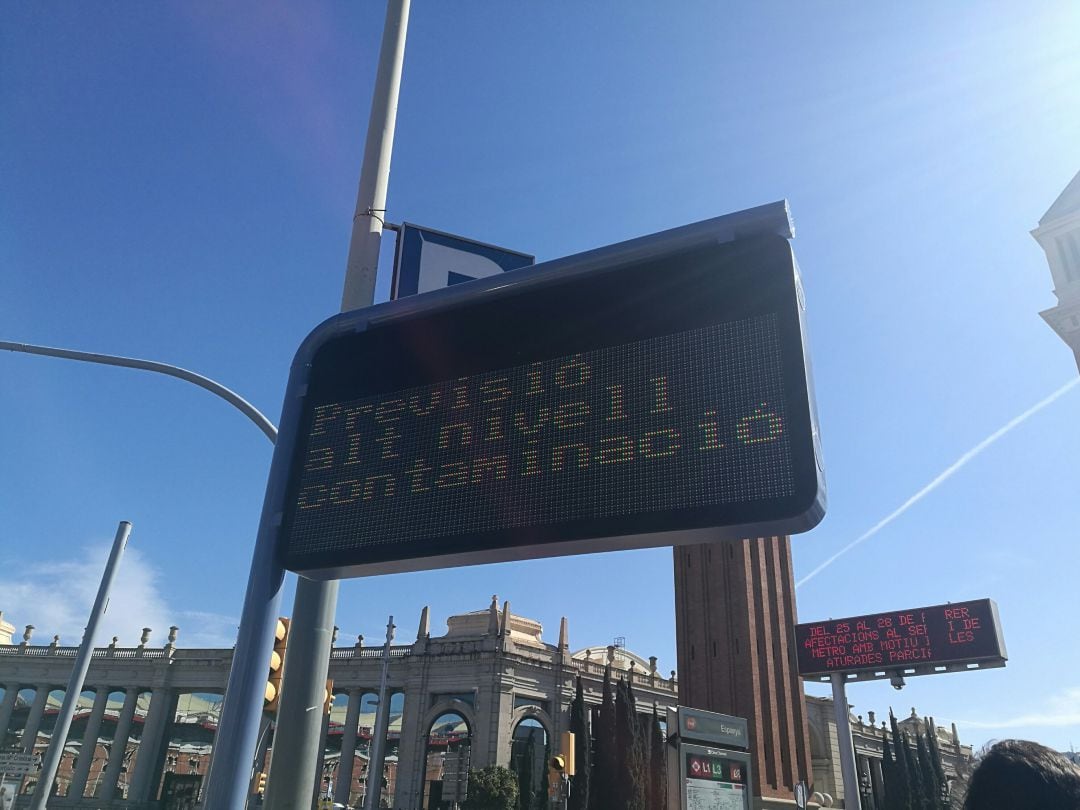 Previsió
alt nivell
contaminació
DEL 25 AL 28 DE RER
AFECTACIONS AL SE I DE
METRO AMB MOTIU LES
ATURADES PARCI
Espanya
L1 L3